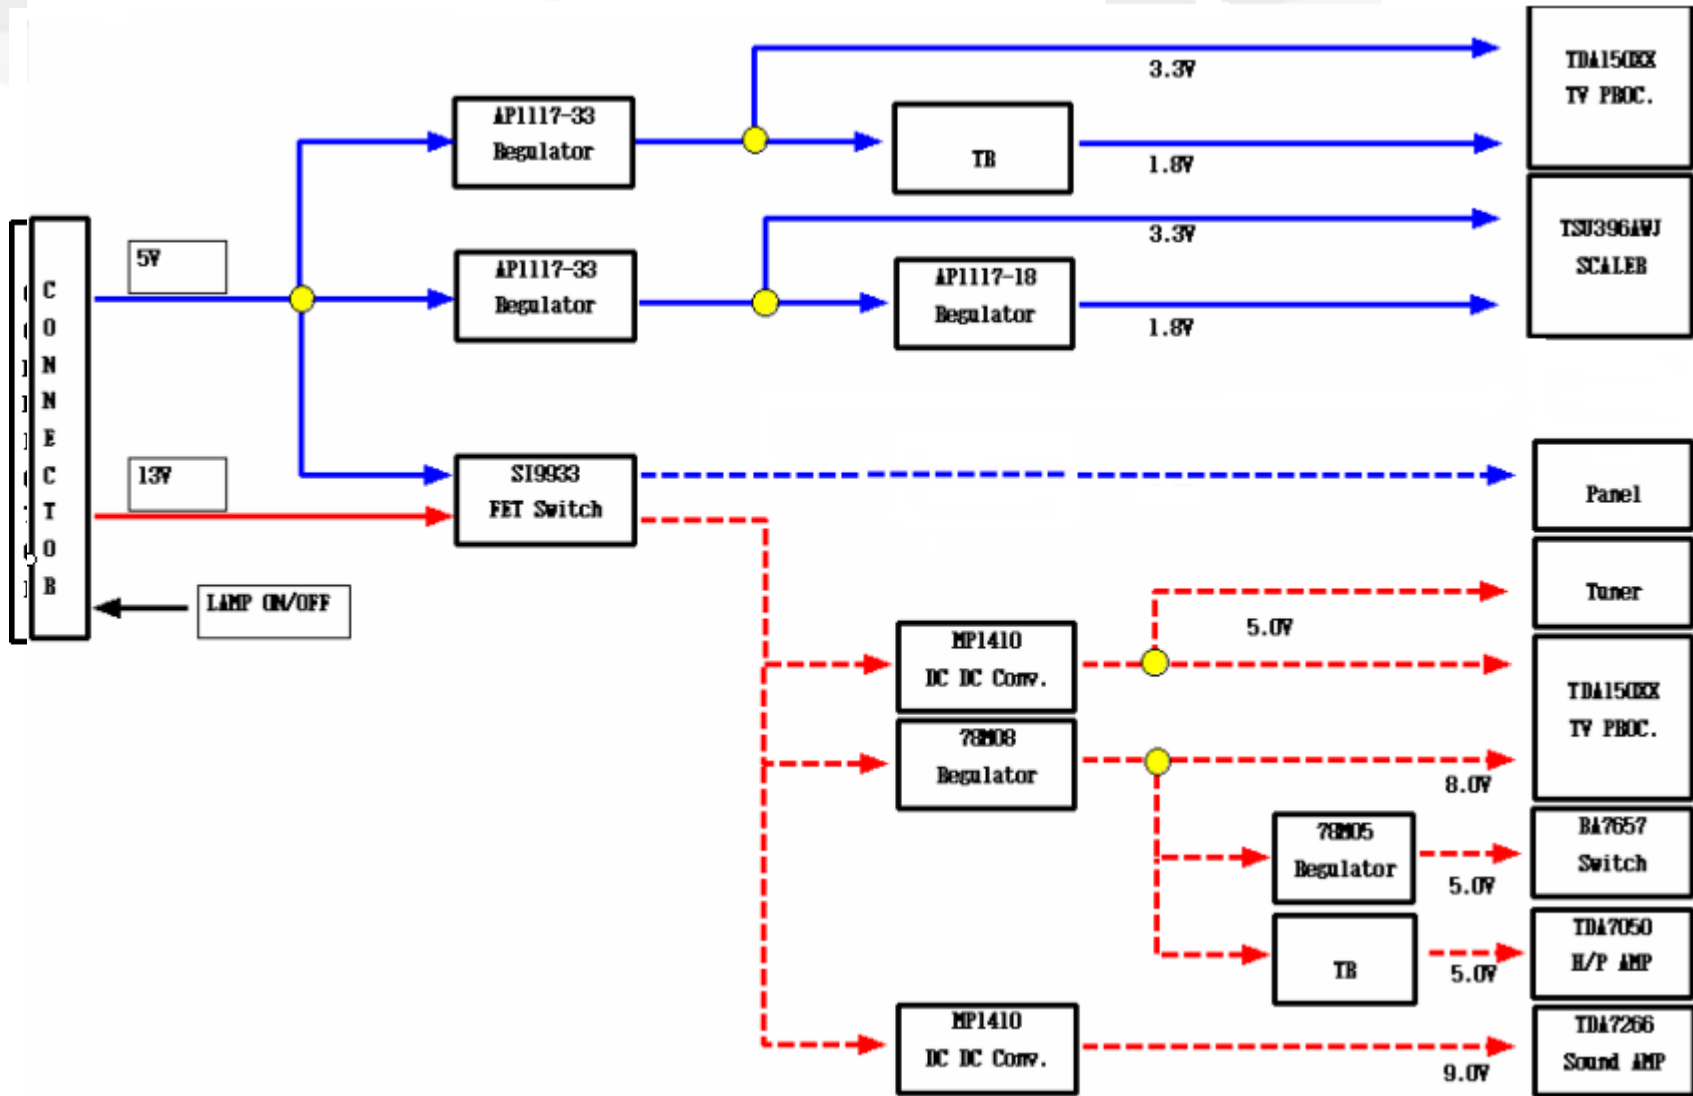 3.3V
TDA150XX
TV PROC.
AP1117-33
Regulator
TR
1.8V
5V
AP1117-33
Regulator
3.3V
AP1117-18
Regulator
1.8V
TSU396AWJ
SCALER
CONNECTOR
13V
SI9933
FET Switch
Panel
LAMP ON/OFF
Tuner
5.0V
MP1410
DC DC Conv.
TDA150XX
TV PROC.
78M08
Regulator
8.0V
78M05
Regulator
5.0V
BA7657
Switch
TR
5.0V
TDA7050
H/P AMP
MP1410
DC DC Conv.
9.0V
TDA7266
Sound AMP